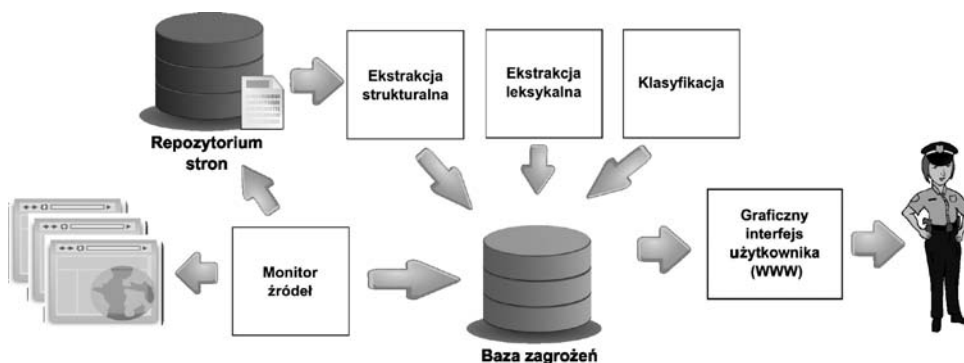 Ekstrakcja
strukturalna
Ekstrakcja
leksykalna
Klasyfikacja
Repozytorium
stron
Monitor
źródeł
Graficzny
interfejs
użytkownika
(WWW)
Baza zagrożeń